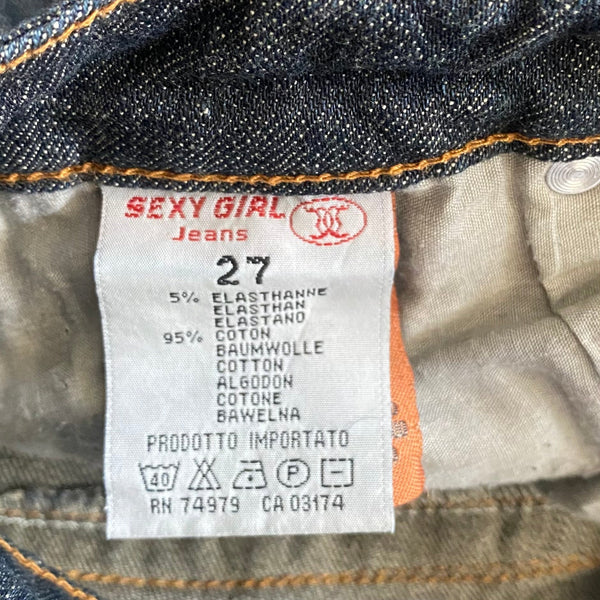 SEXY GIRL
Jeans
27
5% ELASTHANNE
ELASTHAN
ELASTANO
95% COTON
BAUMWOLLE
COTTON
ALGODON
COTONE
BAWELNA
PRODOTTO IMPORTATO
40 P
RN 74979 CA 03174